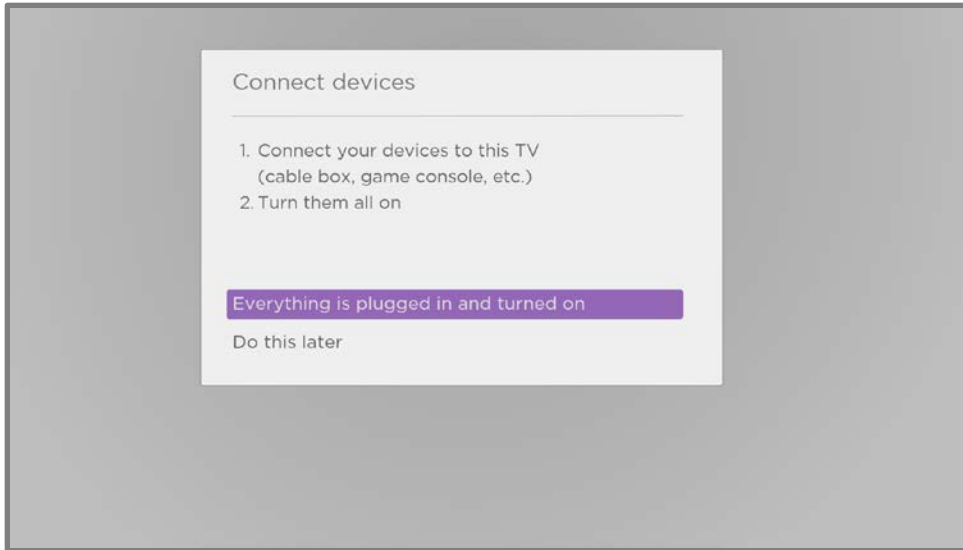 Connect devices
1. Connect your devices to this TV
(cable box, game console, etc.)
2. Turn them all on
Everything is plugged in and turned on
Do this later